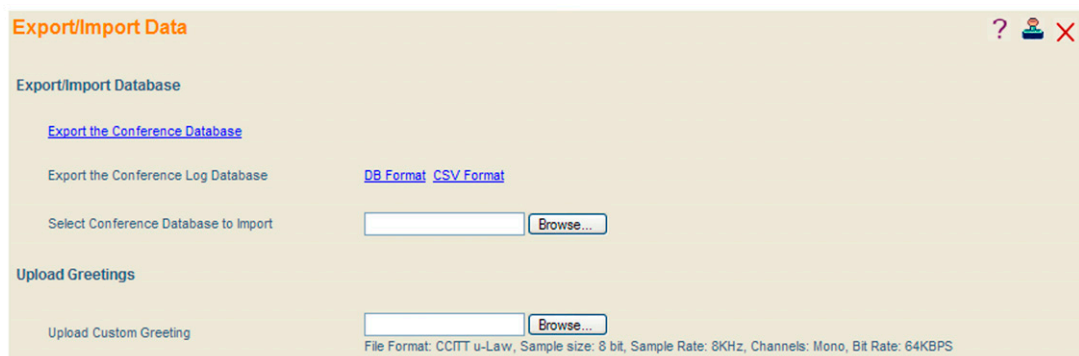 Export/Import Data ?
Export/Import Database
Export the Conference Database
Export the Conference Log Database DB Format CSV Format
Select Conference Database to Import Browse...
Upload Greetings
Upload Custom Greeting Browse...
File Format: CCITT u-Law, Sample size: 8 bit, Sample Rate: 8KHz, Channels: Mono, Bit Rate: 64KBPS